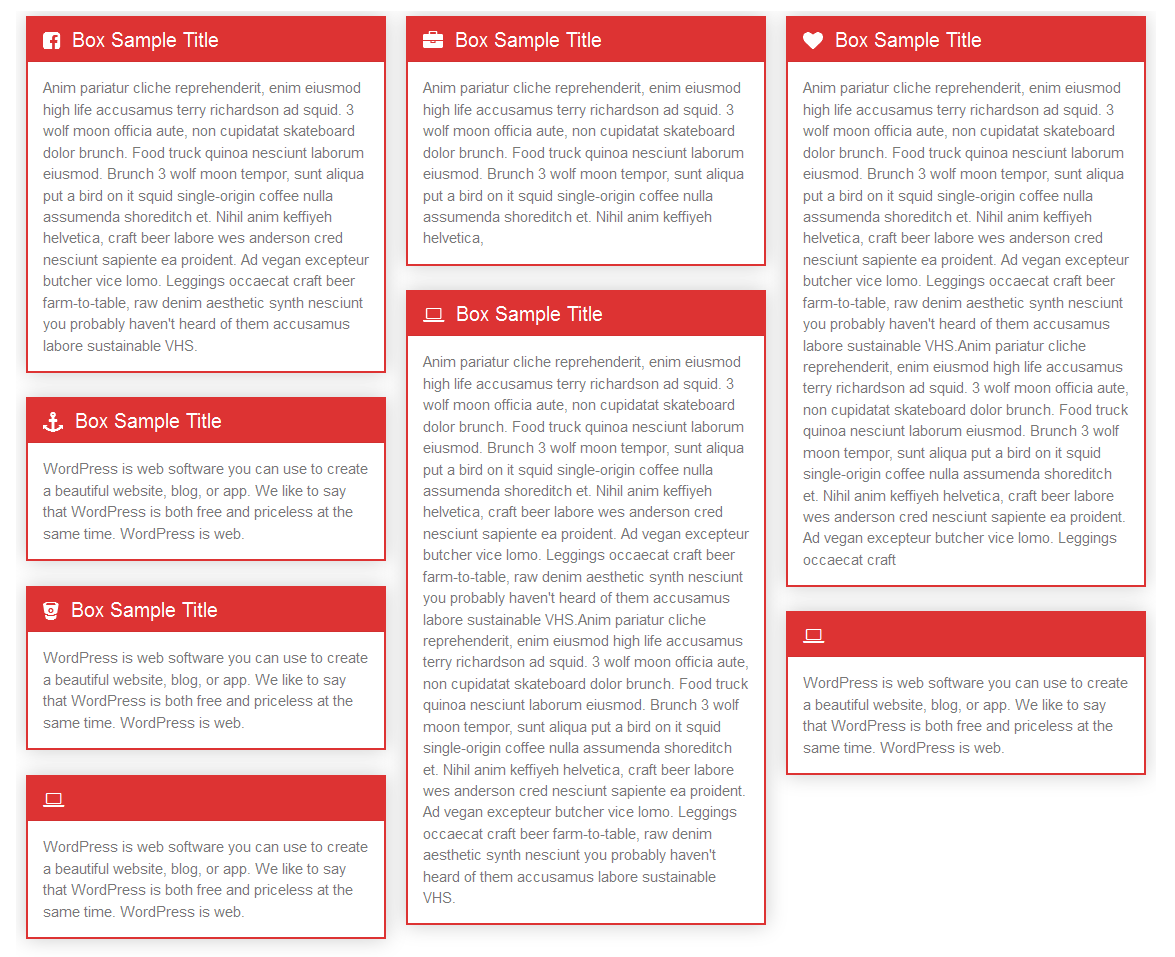 Box Sample Title
Anim pariatur cliche reprehenderit, enim eiusmod
high life accusamus terry richardson ad squid. 3
wolf moon officia aute, non cupidatat skateboard
dolor brunch. Food truck quinoa nesciunt laborum
eiusmod. Brunch 3 wolf moon tempor, sunt aliqua
put a bird on it squid single-origin coffee nulla
assumenda shoreditch et. Nihil anim keffiyeh
helvetica, craft beer labore wes anderson cred
nesciunt sapiente ea proident. Ad vegan excepteur
butcher vice lomo. Leggings occaecat craft beer
farm-to-table, raw denim aesthetic synth nesciunt
you probably haven't heard of them accusamus
labore sustainable VHS.
Box Sample Title
WordPress is web software you can use to create
a beautiful website, blog, or app. We like to say
that WordPress is both free and priceless at the
same time. WordPress is web.
Box Sample Title
WordPress is web software you can use to create
a beautiful website, blog, or app. We like to say
that WordPress is both free and priceless at the
same time. WordPress is web.
WordPress is web software you can use to create
a beautiful website, blog, or app. We like to say
that WordPress is both free and priceless at the
same time. WordPress is web.
Box Sample Title
Anim pariatur cliche reprehenderit, enim eiusmod
high life accusamus terry richardson ad squid. 3
wolf moon officia aute, non cupidatat skateboard
dolor brunch. Food truck quinoa nesciunt laborum
eiusmod. Brunch 3 wolf moon tempor, sunt aliqua
put a bird on it squid single-origin coffee nulla
assumenda shoreditch et. Nihil anim keffiyeh
helvetica,
Box Sample Title
Anim pariatur cliche reprehenderit, enim eiusmod
high life accusamus terry richardson ad squid. 3
wolf moon officia aute, non cupidatat skateboard
dolor brunch. Food truck quinoa nesciunt laborum
eiusmod. Brunch 3 wolf moon tempor, sunt aliqua
put a bird on it squid single-origin coffee nulla
assumenda shoreditch et. Nihil anim keffiyeh
helvetica, craft beer labore wes anderson cred
nesciunt sapiente ea proident. Ad vegan excepteur
butcher vice lomo. Leggings occaecat craft beer
farm-to-table, raw denim aesthetic synth nesciunt
you probably haven't heard of them accusamus
labore sustainable VHS.Anim pariatur cliche
reprehenderit, enim eiusmod high life accusamus
terry richardson ad squid. 3 wolf moon officia aute,
non cupidatat skateboard dolor brunch. Food truck
quinoa nesciunt laborum eiusmod. Brunch 3 wolf
moon tempor, sunt aliqua put a bird on it squid
single-origin coffee nulla assumenda shoreditch
et. Nihil anim keffiyeh helvetica, craft beer labore
wes anderson cred nesciunt sapiente ea proident.
Ad vegan excepteur butcher vice lomo. Leggings
occaecat craft beer farm-to-table, raw denim
aesthetic synth nesciunt you probably haven't
heard of them accusamus labore sustainable
VHS.
Box Sample Title
Anim pariatur cliche reprehenderit, enim eiusmod
high life accusamus terry richardson ad squid. 3
wolf moon officia aute, non cupidatat skateboard
dolor brunch. Food truck quinoa nesciunt laborum
eiusmod. Brunch 3 wolf moon tempor, sunt aliqua
put a bird on it squid single-origin coffee nulla
assumenda shoreditch et. Nihil anim keffiyeh
helvetica, craft beer labore wes anderson cred
nesciunt sapiente ea proident. Ad vegan excepteur
butcher vice lomo. Leggings occaecat craft beer
farm-to-table, raw denim aesthetic synth nesciunt
you probably haven't heard of them accusamus
labore sustainable VHS.Anim pariatur cliche
reprehenderit, enim eiusmod high life accusamus
terry richardson ad squid. 3 wolf moon officia aute,
non cupidatat skateboard dolor brunch. Food truck
quinoa nesciunt laborum eiusmod. Brunch 3 wolf
moon tempor, sunt aliqua put a bird on it squid
single-origin coffee nulla assumenda shoreditch
et. Nihil anim keffiyeh helvetica, craft beer labore
wes anderson cred nesciunt sapiente ea proident.
Ad vegan excepteur butcher vice lomo. Leggings
occaecat craft
WordPress is web software you can use to create
a beautiful website, blog, or app. We like to say
that WordPress is both free and priceless at the
same time. WordPress is web.